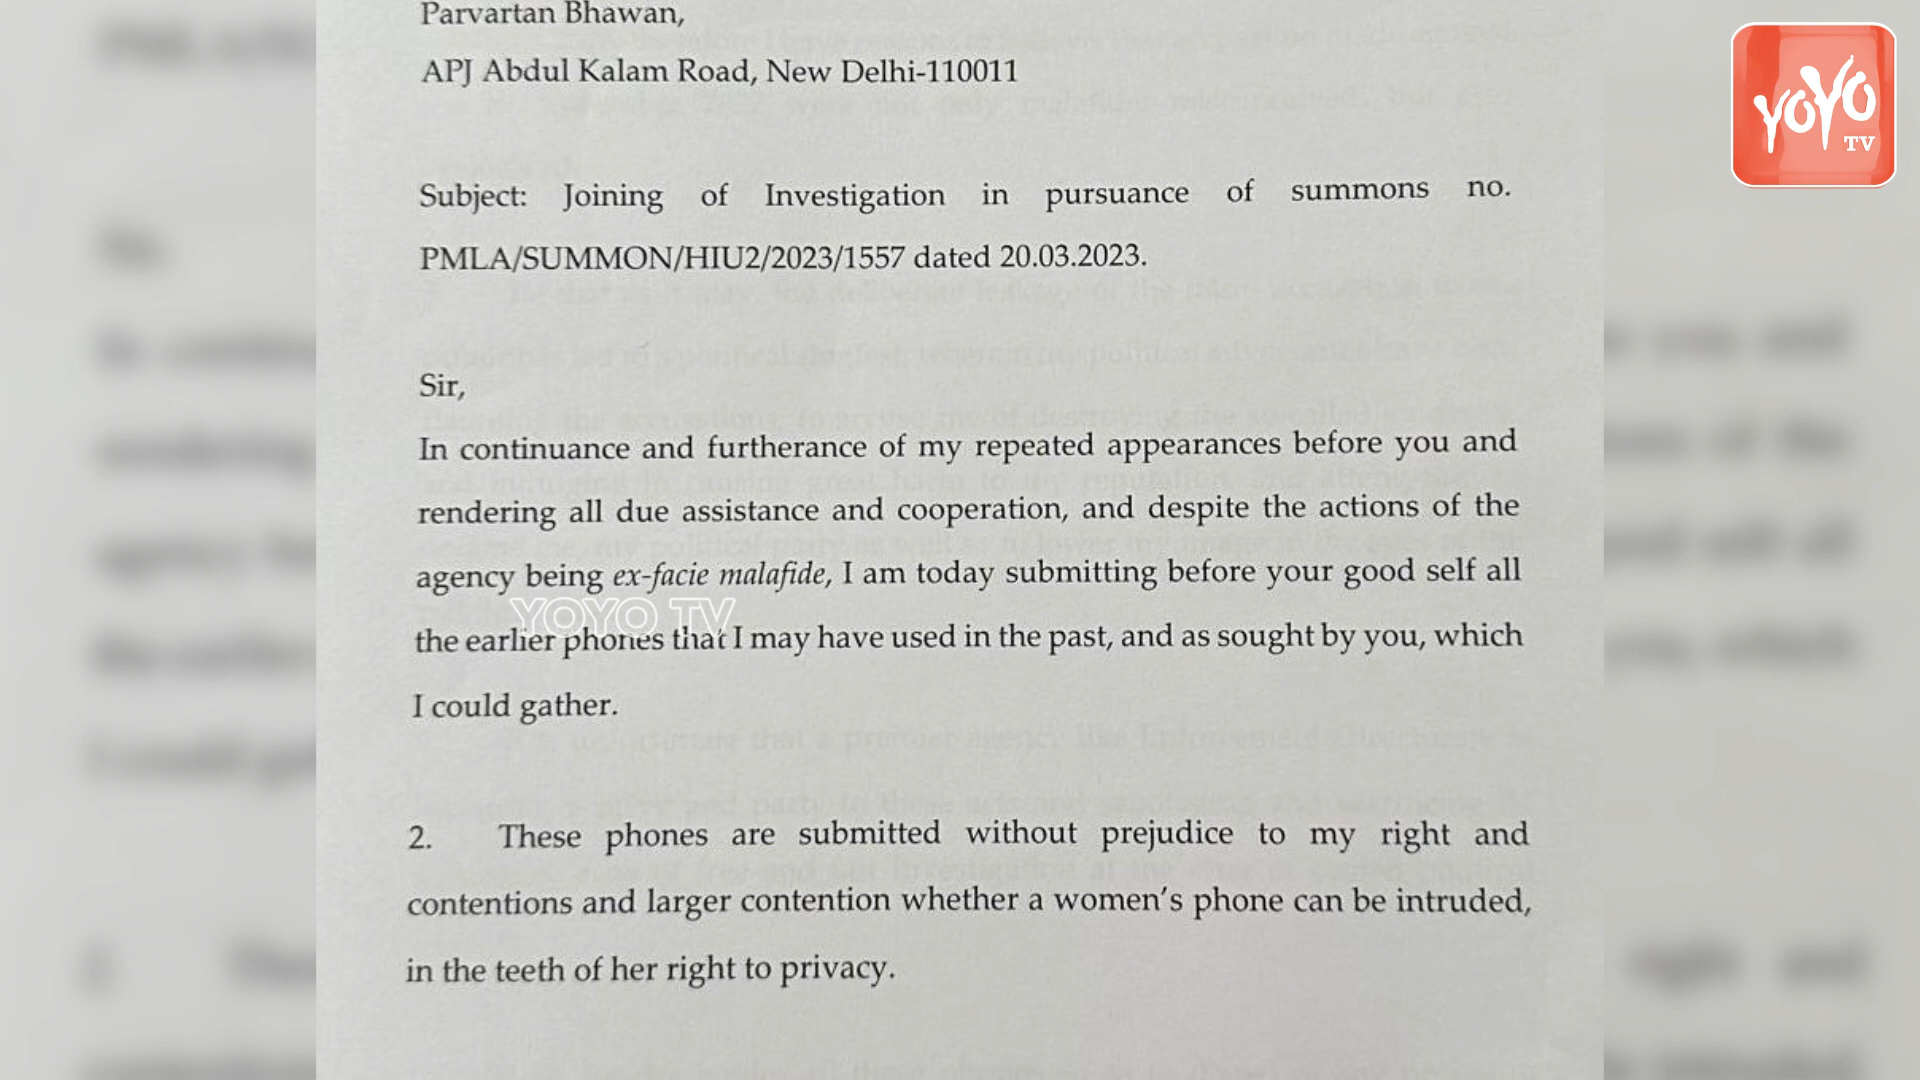 Parvartan Bhawan,
APJ Abdul Kalam Road, New Delhi-110011
YOYO
TV
Subject: Joining of Investigation in pursuance of summons no.
PMLA/SUMMON/HIU2/2023/1557 dated 20.03.2023.
Sir,
In continuance and furtherance of my repeated appearances before you and
rendering all due assistance and cooperation, and despite the actions of the
agency being ex-facie malafide, I am today submitting before your good self all
YOYO TV
the earlier phones that I may have used in the past, and as sought by you, which
I could gather.
2. These phones are submitted without prejudice to my right and
contentions and larger contention whether a women's phone can be intruded,
in the teeth of her right to privacy.